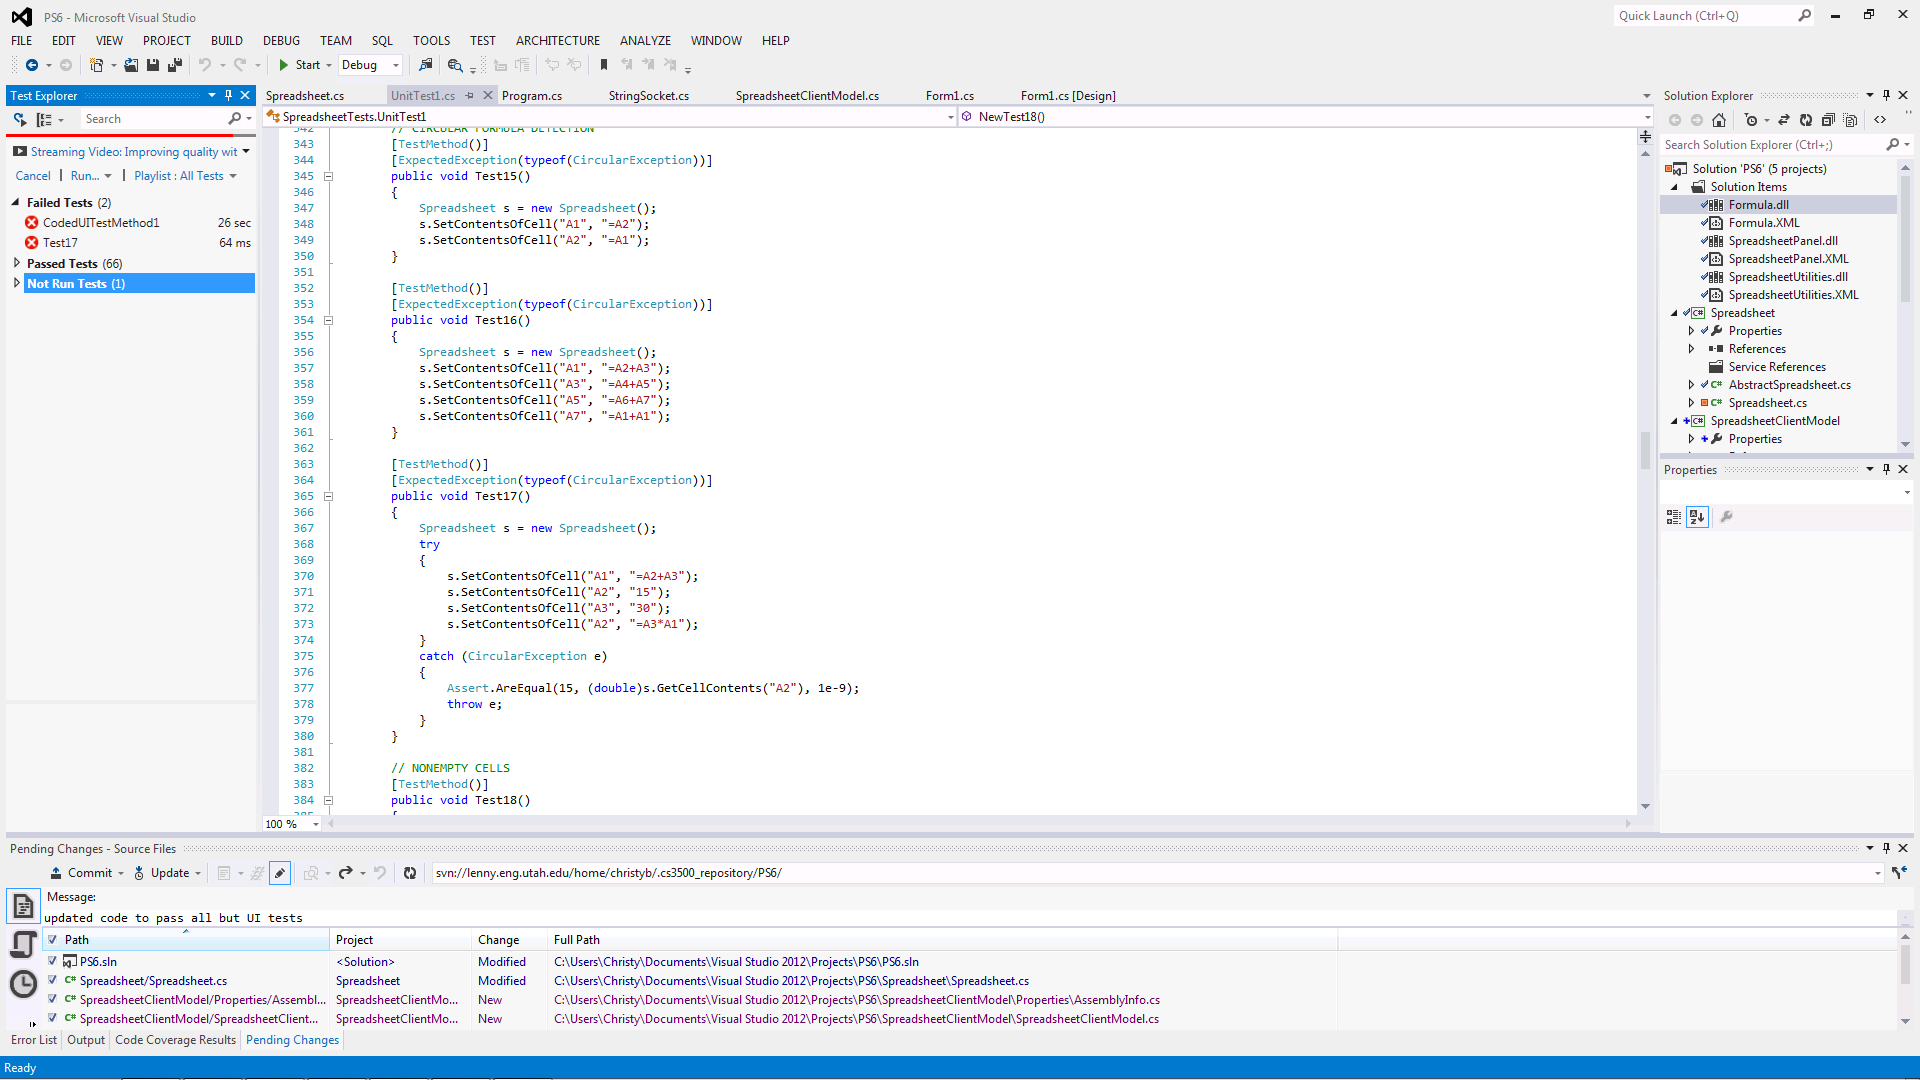 PS6 - Microsoft Visual Studio
Quick Launch (Ctrl+Q)
FILE EDIT VIEW PROJECT BUILD DEBUG TEAM SQL TOOLS TEST ARCHITECTURE ANALYZE WINDOW HELP
Start Debug
Test Explorer
Search
Streaming Video: Improving quality wit
Cancel | Run... | Playlist : All Tests
Failed Tests (2)
CodedUITestMethod1 26 sec
Test17 64 ms
Passed Tests (66)
Not Run Tests (1)
Spreadsheet.cs UnitTest1.cs Program.cs StringSocket.cs SpreadsheetClientModel.cs Form1.cs Form1.cs [Design]
SpreadsheetTests.UnitTest1 NewTest18()
342 // CIRCULAR FORMULA DETECTION
343 [TestMethod()]
344 [ExpectedException(typeof(CircularException))]
345 public void Test15()
346 {
347 Spreadsheet s = new Spreadsheet();
348 s.SetContentsOfCell("A1", "=A2");
349 s.SetContentsOfCell("A2", "=A1");
350 }
351
352 [TestMethod()]
353 [ExpectedException(typeof(CircularException))]
354 public void Test16()
355 {
356 Spreadsheet s = new Spreadsheet();
357 s.SetContentsOfCell("A1", "=A2+A3");
358 s.SetContentsOfCell("A3", "=A4+A5");
359 s.SetContentsOfCell("A5", "=A6+A7");
360 s.SetContentsOfCell("A7", "=A1+A1");
361 }
362
363 [TestMethod()]
364 [ExpectedException(typeof(CircularException))]
365 public void Test17()
366 {
367 Spreadsheet s = new Spreadsheet();
368 try
369 {
370 s.SetContentsOfCell("A1", "=A2+A3");
371 s.SetContentsOfCell("A2", "15");
372 s.SetContentsOfCell("A3", "30");
373 s.SetContentsOfCell("A2", "=A3*A1");
374 }
375 catch (CircularException e)
376 {
377 Assert.AreEqual(15, (double)s.GetCellContents("A2"), 1e-9);
378 throw e;
379 }
380 }
381
382 // NONEMPTY CELLS
383 [TestMethod()]
384 public void Test18()
385 {
100 %
Solution Explorer
Search Solution Explorer (Ctrl+;)
Solution 'PS6' (5 projects)
Solution Items
Formula.dll
Formula.XML
SpreadsheetPanel.dll
SpreadsheetPanel.XML
SpreadsheetUtilities.dll
SpreadsheetUtilities.XML
Spreadsheet
Properties
References
Service References
AbstractSpreadsheet.cs
Spreadsheet.cs
SpreadsheetClientModel
Properties
Properties
Pending Changes - Source Files
Commit Update svn://lenny.eng.utah.edu/home/christyb/.cs3500_repository/PS6/
Message:
updated code to pass all but UI tests
Path Project Change Full Path
PS6.sln <Solution> Modified C:\Users\Christy\Documents\Visual Studio 2012\Projects\PS6\PS6.sln
Spreadsheet/Spreadsheet.cs Spreadsheet Modified C:\Users\Christy\Documents\Visual Studio 2012\Projects\PS6\Spreadsheet\Spreadsheet.cs
SpreadsheetClientModel/Properties/Assembl... SpreadsheetClientMo... New C:\Users\Christy\Documents\Visual Studio 2012\Projects\PS6\SpreadsheetClientModel\Properties\AssemblyInfo.cs
SpreadsheetClientModel/SpreadsheetClient... SpreadsheetClientMo... New C:\Users\Christy\Documents\Visual Studio 2012\Projects\PS6\SpreadsheetClientModel\SpreadsheetClientModel.cs
Error List Output Code Coverage Results Pending Changes
Ready